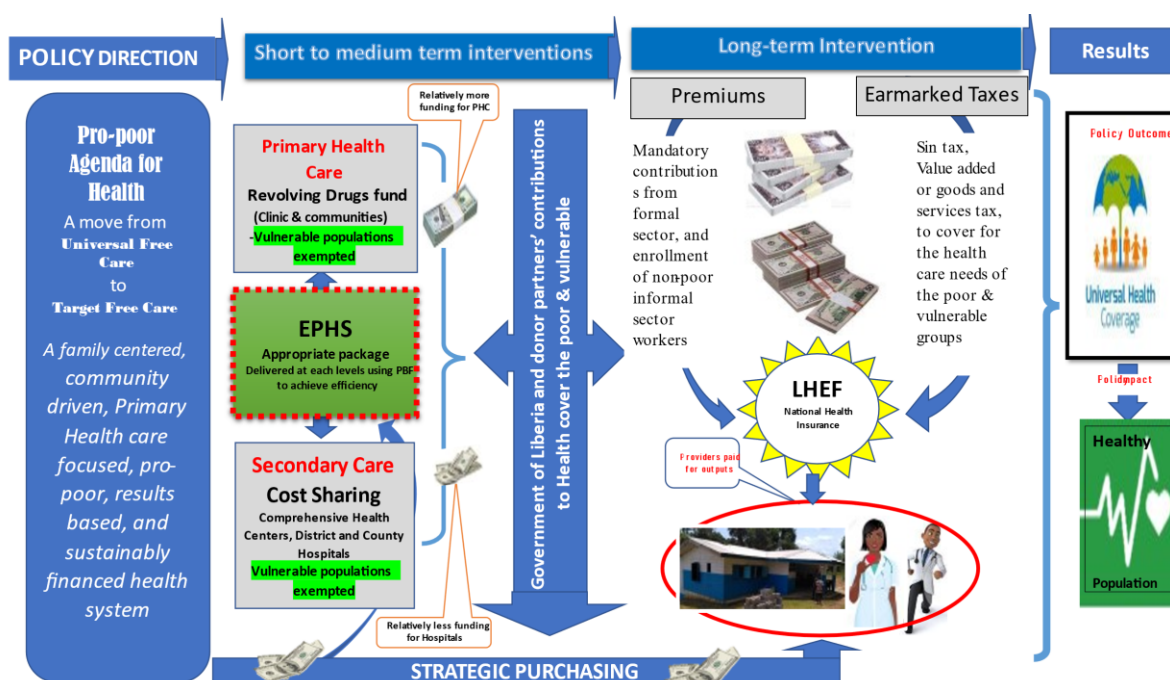 POLICY DIRECTION
Short to medium term interventions
Long-term Intervention
Results
Pro-poor
Agenda for
Health
A move from
Universal Free
Care
to
Target Free Care
A family centered,
community
driven, Primary
Health care
focused, pro-
poor, results
based, and
sustainably
financed health
system
Relatively more
funding for PHC
Primary Health
Care
Revolving Drugs fund
(Clinic & communities)
-Vulnerable populations
exempted
EPHS
Appropriate package
Delivered at each levels using PBF
to achieve efficiency
Secondary Care
Cost Sharing
Comprehensive Health
Centers, District and County
Hospitals
Vulnerable populations
exempted
Relatively less funding
for Hospitals
Government of Liberia and donor partners’ contributions
to Health cover the poor & vulnerable
Premiums
Mandatory
contribution
s from
formal
sector, and
enrollment
of non-poor
informal
sector
workers
Earmarked Taxes
Sin tax,
Value added
or goods and
services tax,
to cover for
the health
care needs of
the poor &
vulnerable
groups
LHEF
National Health
Insurance
Providers paid
for outputs
STRATEGIC PURCHASING
Policy Outcome
Universal Health
Coverage
Healthy
Population